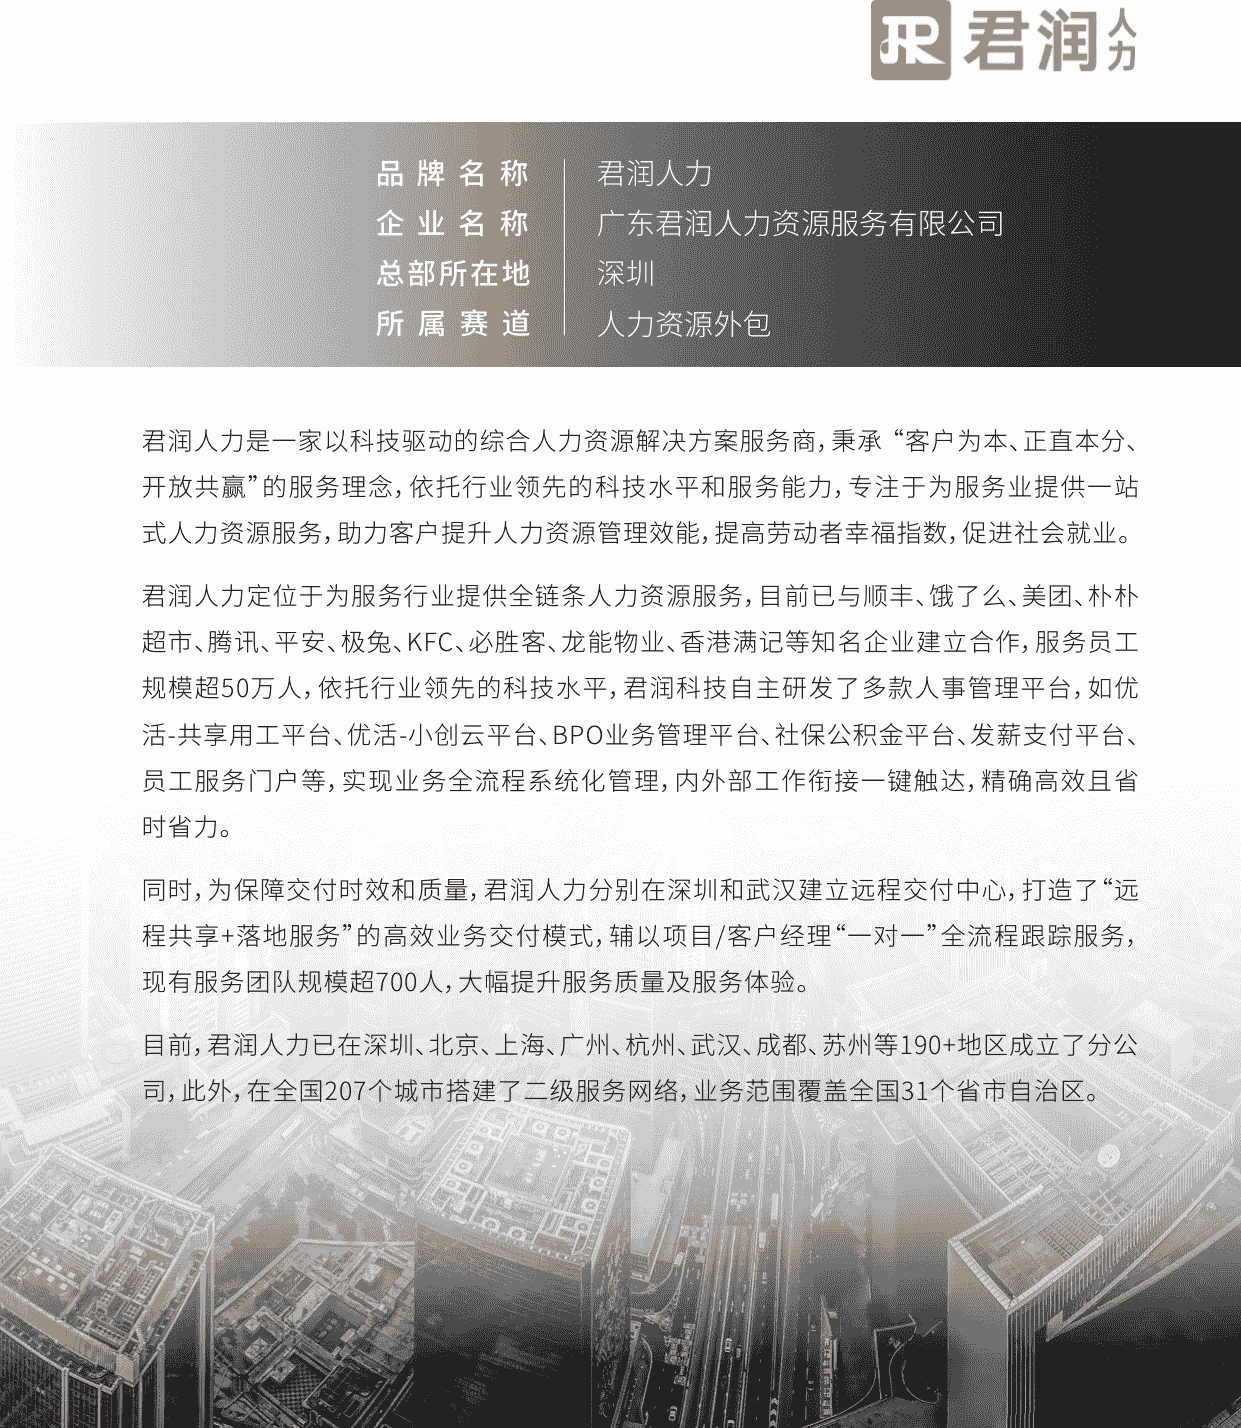 JR 君润人力
品牌名称 君润人力
企业名称 广东君润人力资源服务有限公司
总部所在地 深圳
所属赛道 人力资源外包
君润人力是一家以科技驱动的综合人力资源解决方案服务商，秉承“客户为本、正直本分、
开放共赢”的服务理念，依托行业领先的科技水平和服务能力，专注于为服务业提供一站
式人力资源服务，助力客户提升人力资源管理效能，提高劳动者幸福指数，促进社会就业。
君润人力定位于为服务行业提供全链条人力资源服务，目前已与顺丰、饿了么、美团、朴朴
超市、腾讯、平安、极兔、KFC、必胜客、龙能物业、香港满记等知名企业建立合作，服务员工
规模超50万人，依托行业领先的科技水平，君润科技自主研发了多款人事管理平台，如优
活-共享用工平台、优活-小创云平台、BPO业务管理平台、社保公积金平台、发薪支付平台、
员工服务门户等，实现业务全流程系统化管理，内外部工作衔接一键触达，精确高效且省
时省力。
同时，为保障交付时效和质量，君润人力分别在深圳和武汉建立远程交付中心，打造了“远
程共享+落地服务”的高效业务交付模式，辅以项目/客户经理“一对一”全流程跟踪服务，
现有服务团队规模超700人，大幅提升服务质量及服务体验。
目前，君润人力已在深圳、北京、上海、广州、杭州、武汉、成都、苏州等190+地区成立了分公
司，此外，在全国207个城市搭建了二级服务网络，业务范围覆盖全国31个省市自治区。